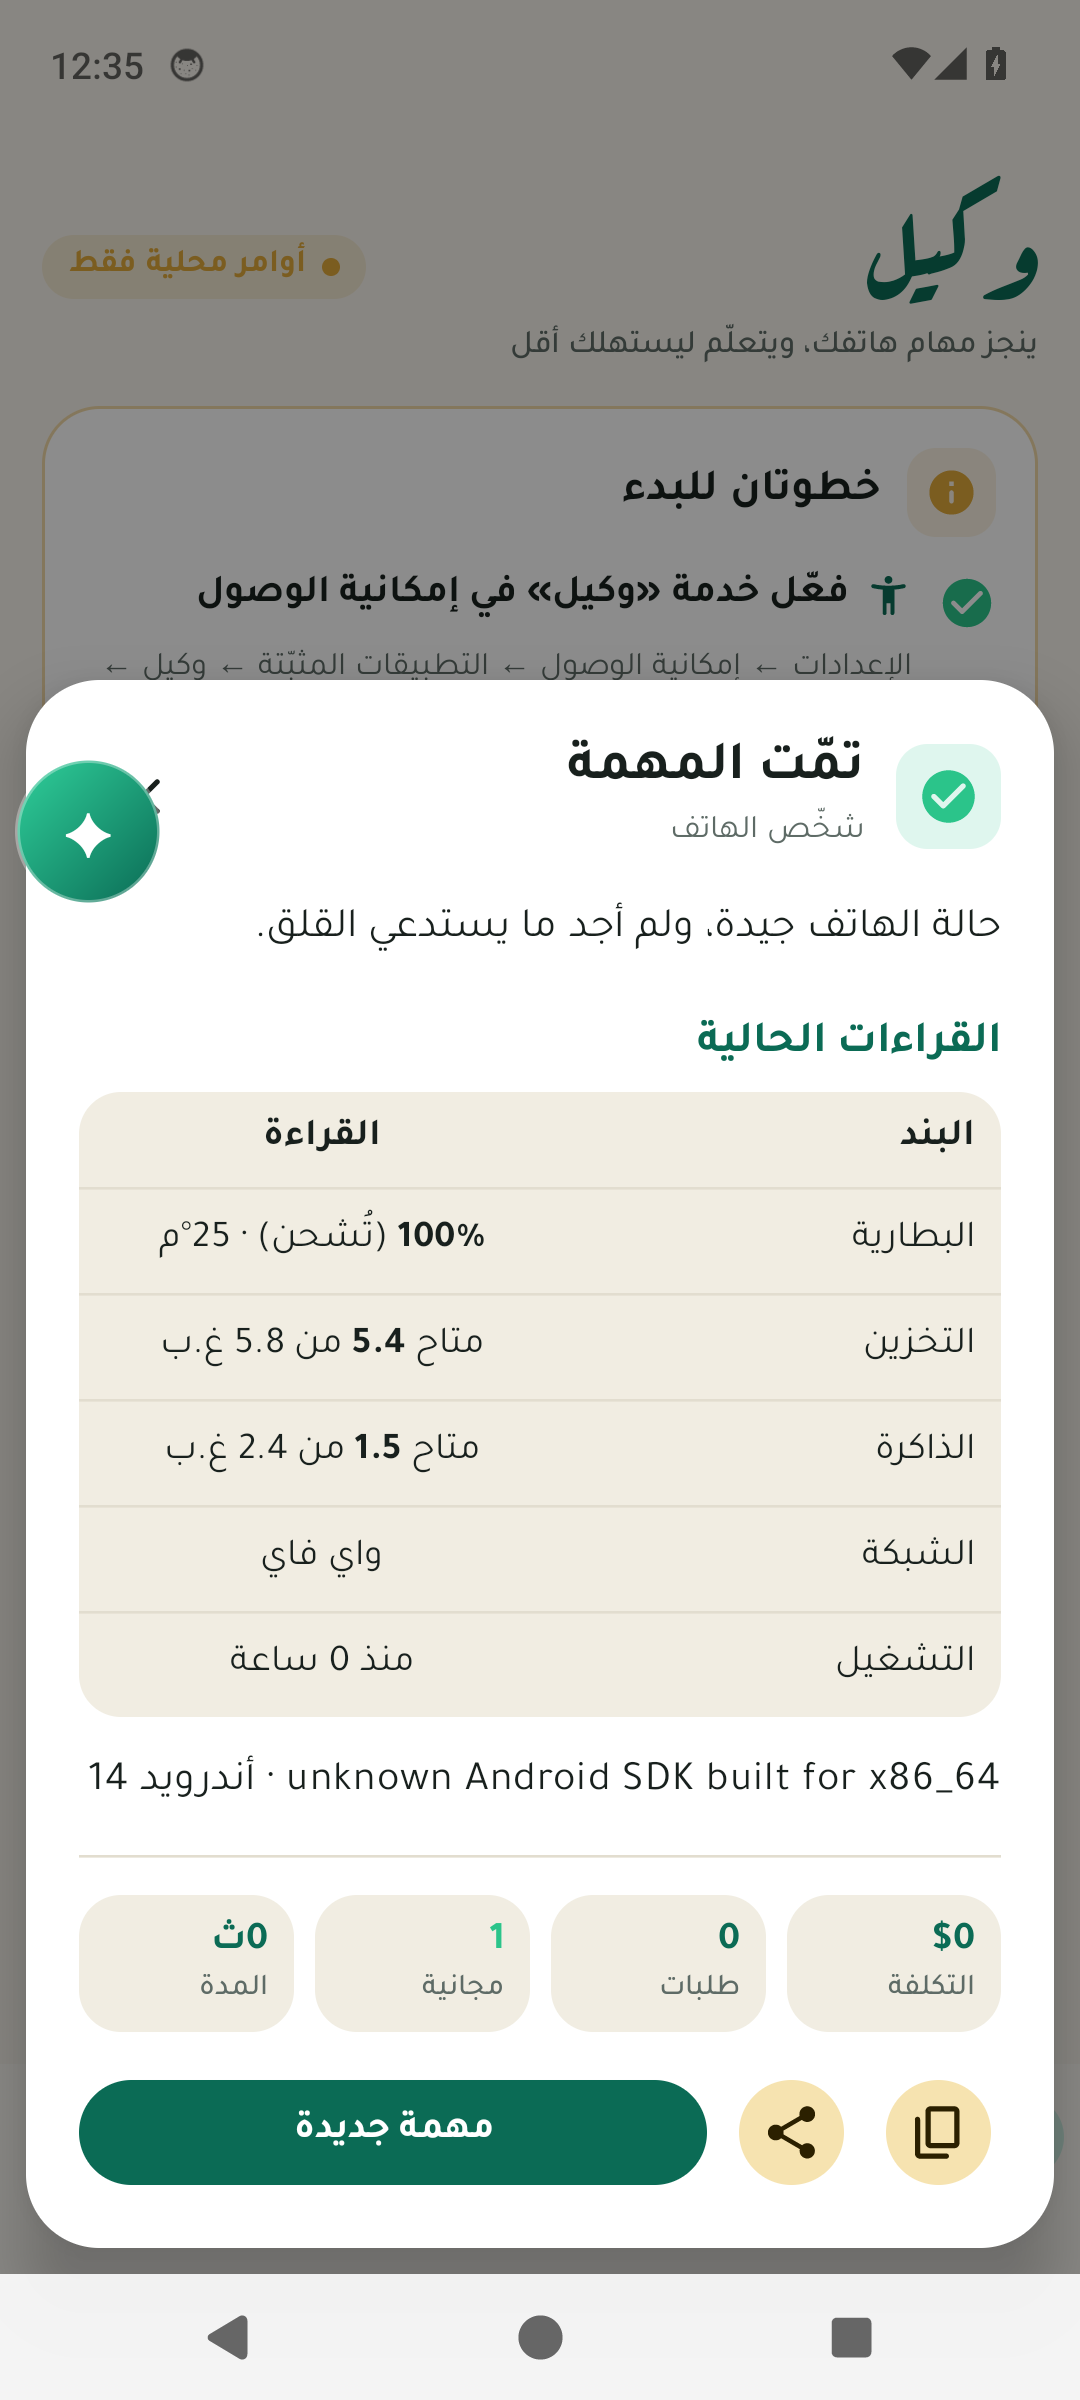 12:35
وكيل
أوامر محلية فقط
ينجز مهام هاتفك، ويتعلّم ليستهلك أقل
خطوتان للبدء
فعّل خدمة «وكيل» في إمكانية الوصول
الإعدادات ← إمكانية الوصول ← التطبيقات المثبّتة ← وكيل ←
تمّت المهمة
شخّص الهاتف
حالة الهاتف جيدة، ولم أجد ما يستدعي القلق.
القراءات الحالية
البند القراءة
البطارية 100% (تُشحن) · 25°م
التخزين متاح 5.4 من 5.8 غ.ب
الذاكرة متاح 1.5 من 2.4 غ.ب
الشبكة واي فاي
التشغيل منذ 0 ساعة
unknown Android SDK built for x86_64 · أندرويد 14
$0 0 1 0ث
التكلفة طلبات مجانية المدة
مهمة جديدة